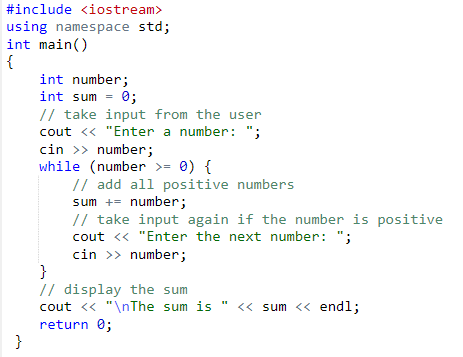 #include <iostream>
using namespace std;
int main()
{
    int number;
    int sum = 0;
    // take input from the user
    cout << "Enter a number: ";
    cin >> number;
    while (number >= 0) {
        // add all positive numbers
        sum += number;
        // take input again if the number is positive
        cout << "Enter the next number: ";
        cin >> number;
    }
    // display the sum
    cout << "\nThe sum is " << sum << endl;
    return 0;
 }